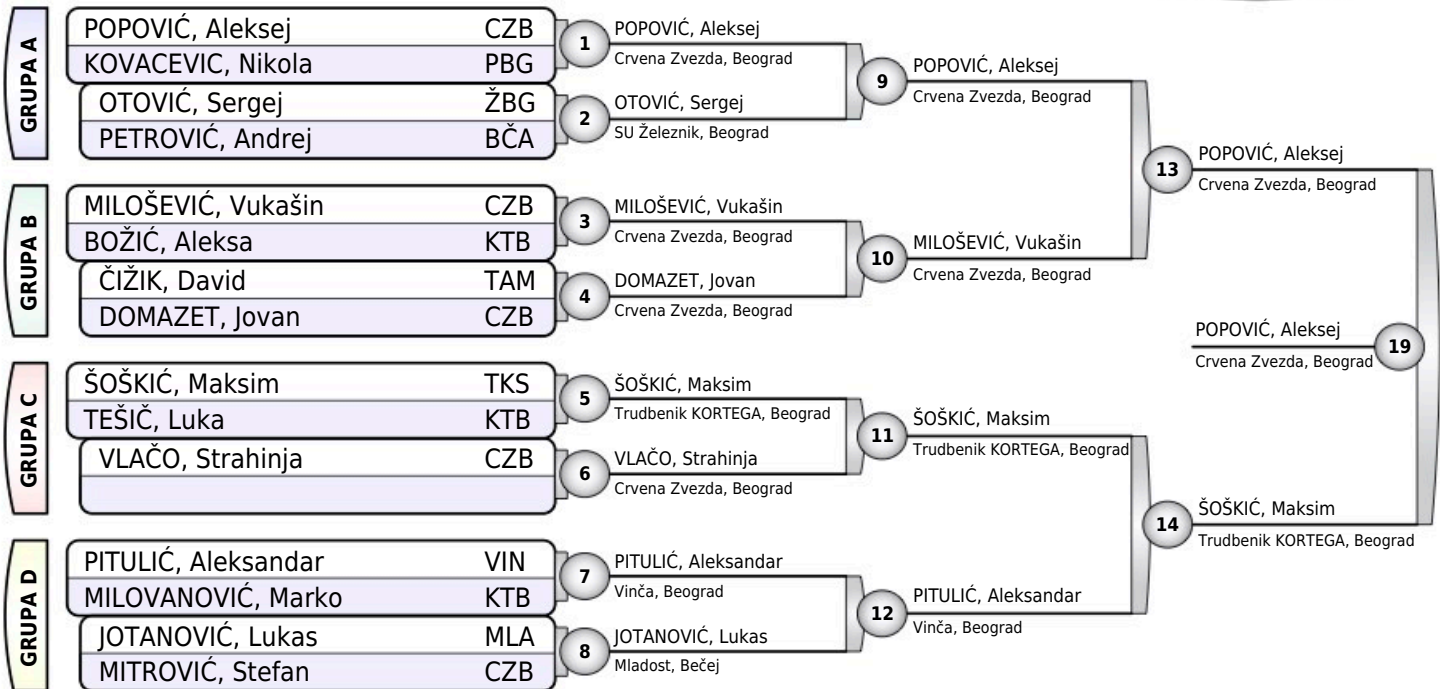 GRUPA A
POPOVIĆ, Aleksej CZB
KOVACEVIC, Nikola PBG
OTOVIĆ, Sergej ŽBG
PETROVIĆ, Andrej BČA
GRUPA B
MILOŠEVIĆ, Vukašin CZB
BOŽIĆ, Aleksa KTB
ČIŽIK, David TAM
DOMAZET, Jovan CZB
GRUPA C
ŠOŠKIĆ, Maksim TKS
TEŠIČ, Luka KTB
VLAČO, Strahinja CZB
GRUPA D
PITULIĆ, Aleksandar VIN
MILOVANOVIĆ, Marko KTB
JOTANOVIĆ, Lukas MLA
MITROVIĆ, Stefan CZB
1
POPOVIĆ, Aleksej
Crvena Zvezda, Beograd
2
OTOVIĆ, Sergej
SU Železnik, Beograd
3
MILOŠEVIĆ, Vukašin
Crvena Zvezda, Beograd
4
DOMAZET, Jovan
Crvena Zvezda, Beograd
5
ŠOŠKIĆ, Maksim
Trudbenik KORTEGA, Beograd
6
VLAČO, Strahinja
Crvena Zvezda, Beograd
7
PITULIĆ, Aleksandar
Vinča, Beograd
8
JOTANOVIĆ, Lukas
Mladost, Bečej
9
POPOVIĆ, Aleksej
Crvena Zvezda, Beograd
10
MILOŠEVIĆ, Vukašin
Crvena Zvezda, Beograd
11
ŠOŠKIĆ, Maksim
Trudbenik KORTEGA, Beograd
12
PITULIĆ, Aleksandar
Vinča, Beograd
13
POPOVIĆ, Aleksej
Crvena Zvezda, Beograd
14
ŠOŠKIĆ, Maksim
Trudbenik KORTEGA, Beograd
POPOVIĆ, Aleksej
Crvena Zvezda, Beograd
19